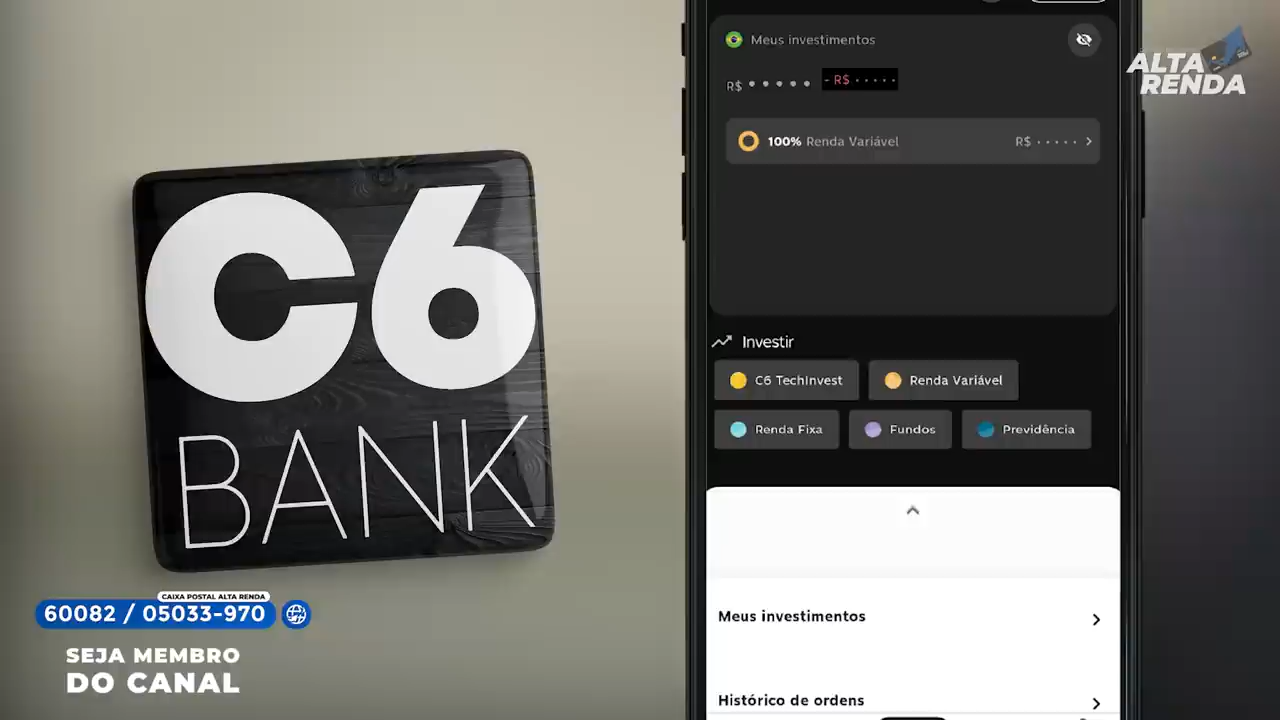 C6
BANK
CAIXA POSTAL ALTA RENDA
60082 / 05033-970
SEJA MEMBRO
DO CANAL
Meus investimentos
R$ • • • • •
- R$ · · · · ·
100% Renda Variável
R$ · · · · ·
Investir
C6 TechInvest
Renda Variável
Renda Fixa
Fundos
Previdência
Meus investimentos
Histórico de ordens
ALTA
RENDA